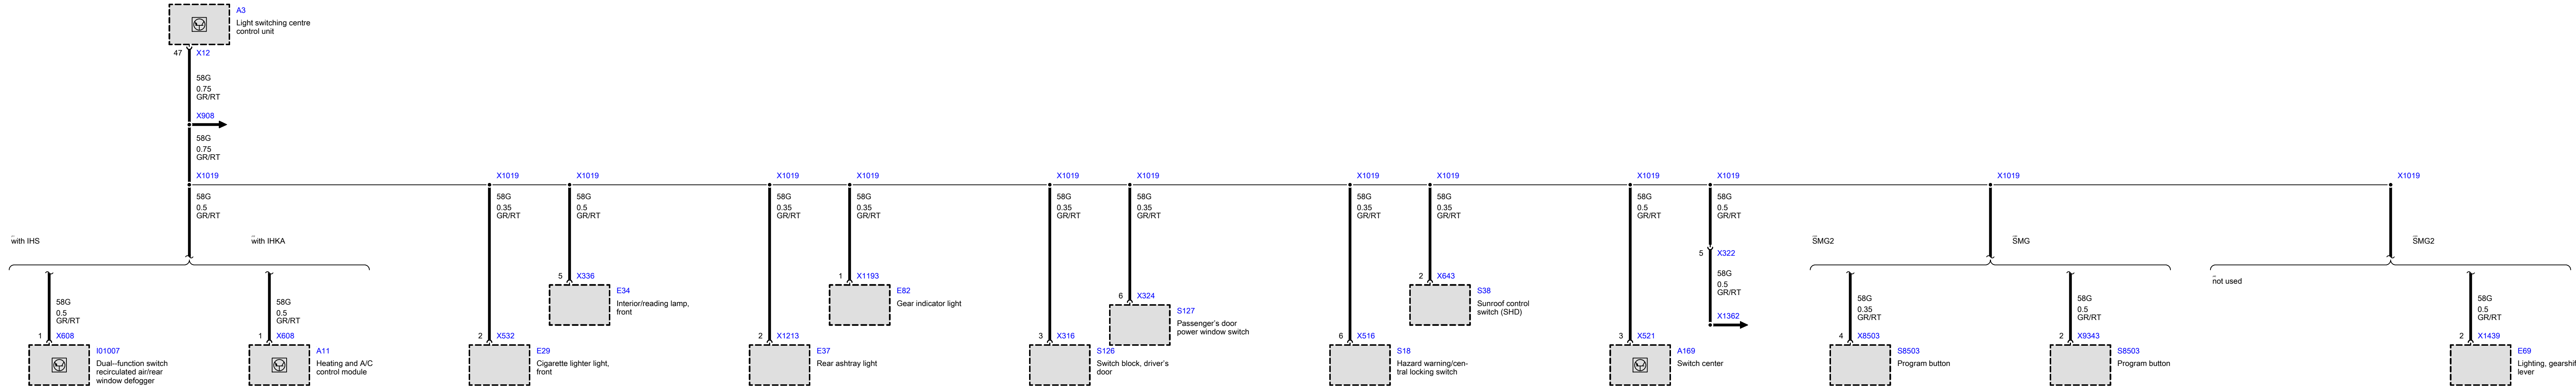 A3
Light switching centre
control unit
47 X12
58G
0.75
GR/RT
X908
58G
0.75
GR/RT
X1019 X1019 X1019 X1019 X1019 X1019 X1019 X1019 X1019 X1019 X1019 X1019 X1019
58G 58G 58G 58G 58G 58G 58G 58G 58G 58G 58G
0.5 0.35 0.5 0.35 0.35 0.35 0.35 0.35 0.35 0.5 0.5
GR/RT GR/RT GR/RT GR/RT GR/RT GR/RT GR/RT GR/RT GR/RT GR/RT GR/RT
with IHS with IHKA SMG2 SMG SMG2
5 X322
5 X336 1 X1193 2 X643 58G not used
0.5
GR/RT
E34
Interior/reading lamp,
front
E82
Gear indicator light
6 X324
S127
Passenger's door
power window switch
S38
Sunroof control
switch (SHD)
X1362
58G 58G 58G 58G 58G
0.5 0.5 0.35 0.5 0.5
GR/RT GR/RT GR/RT GR/RT GR/RT
1 X608 1 X608 2 X532 2 X1213 3 X316 6 X516 3 X521 4 X8503 2 X9343 2 X1439
I01007
Dual--function switch
recirculated air/rear
window defogger
A11
Heating and A/C
control module
E29
Cigarette lighter light,
front
E37
Rear ashtray light
S126
Switch block, driver's
door
S18
Hazard warning/cen-
tral locking switch
A169
Switch center
S8503
Program button
S8503
Program button
E69
Lighting, gearshift
lever